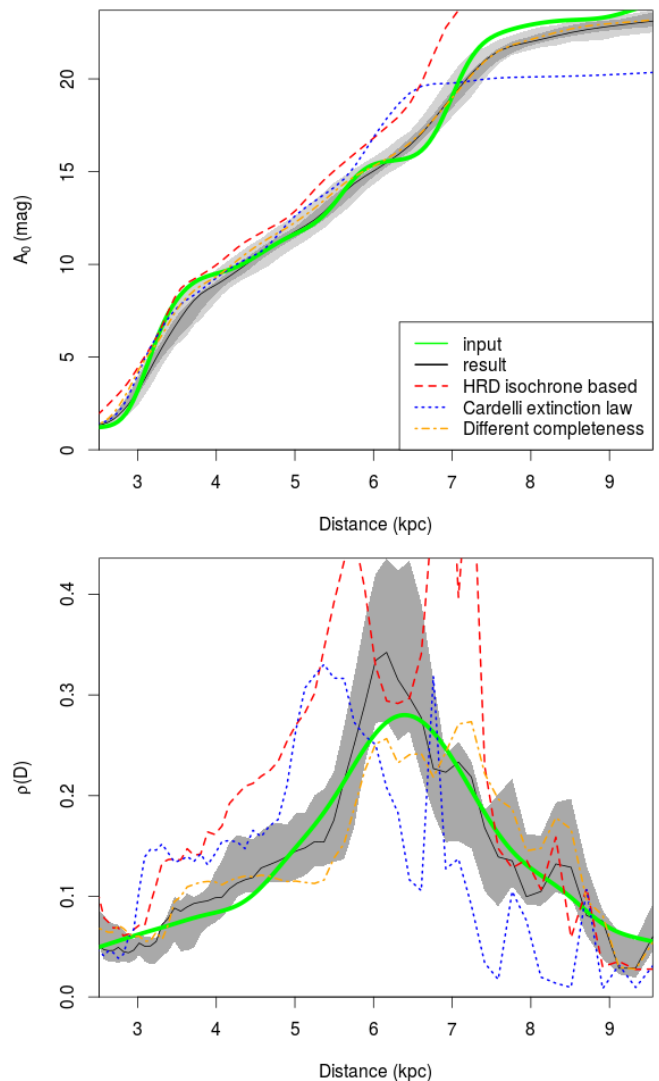 20
15
10
5
0
A₀ (mag)
input
result
HRD isochrone based
Cardelli extinction law
Different completeness
3 4 5 6 7 8 9
Distance (kpc)
0.4
0.3
0.2
0.1
0.0
ρ(D)
3 4 5 6 7 8 9
Distance (kpc)